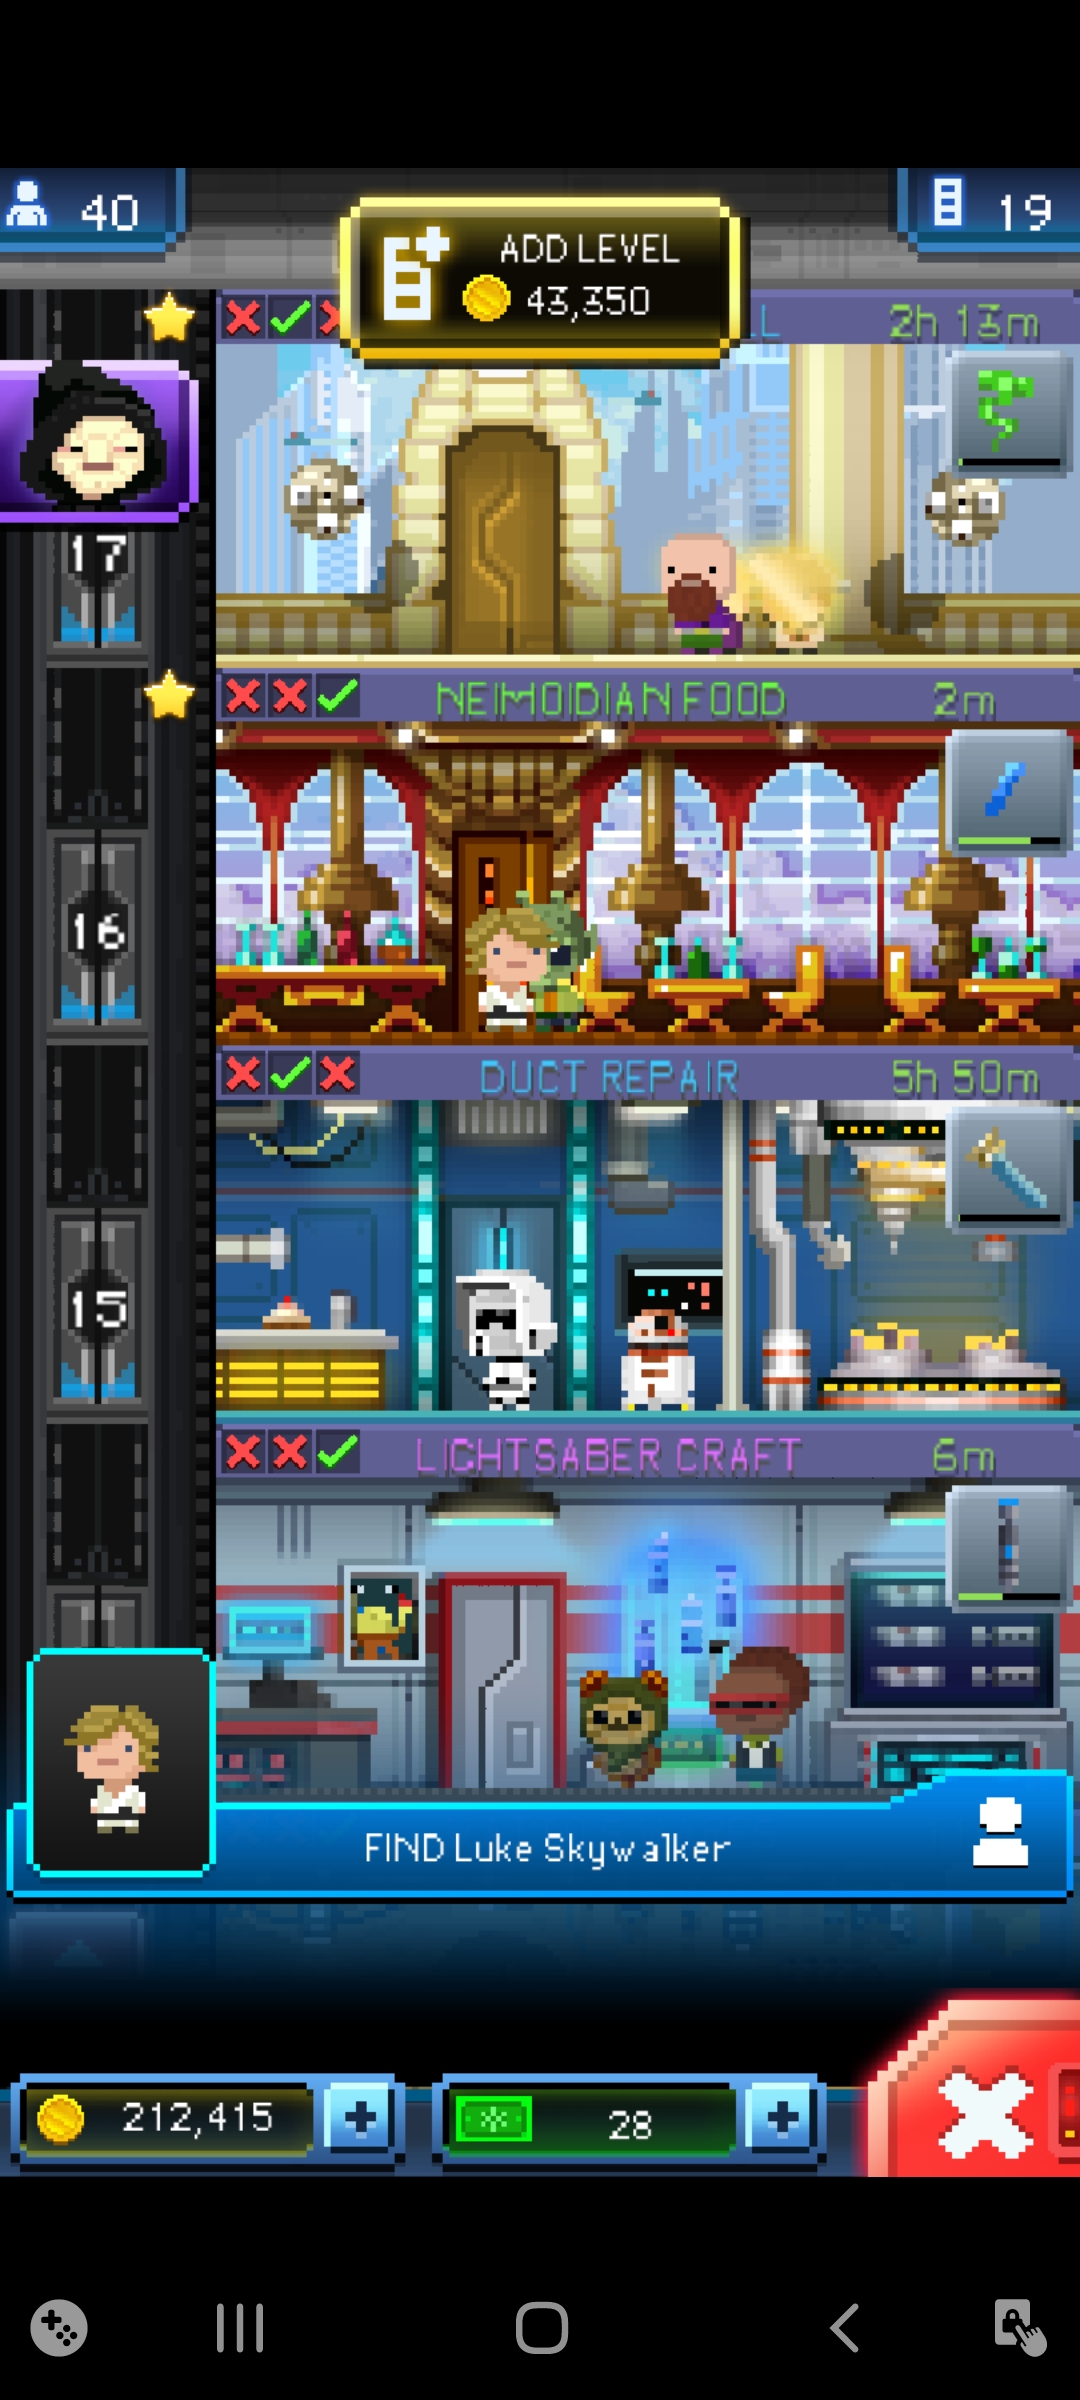 40
19
ADD LEVEL
43,350
LL 2h 13m
17
NEIMOIDIAN FOOD 2m
16
DUCT REPAIR 5h 50m
15
LIGHTSABER CRAFT 6m
FIND Luke Skywalker
212,415
28